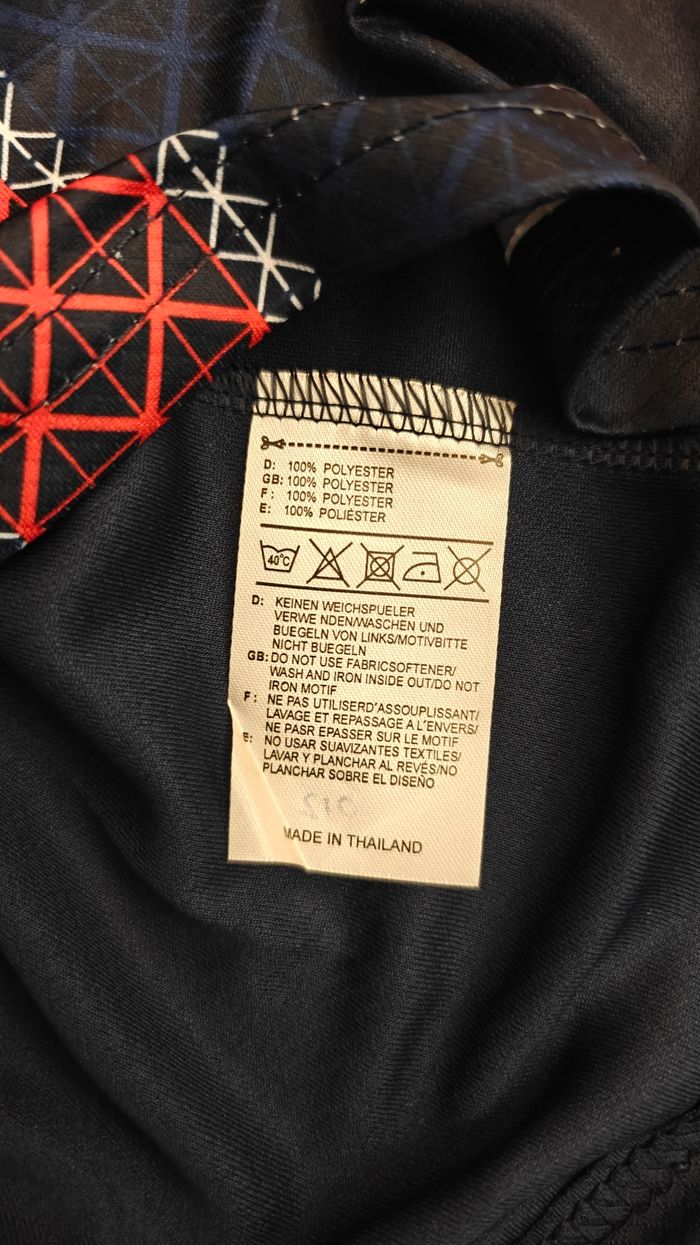 D: 100% POLYESTER
GB: 100% POLYESTER
F: 100% POLYESTER
E: 100% POLIÉSTER
40°C
D: KEINEN WEICHSPUELER
VERWE NDEN/WASCHEN UND
BUEGELN VON LINKS/MOTIVBITTE
NICHT BUEGELN
GB: DO NOT USE FABRICSOFTENER/
WASH AND IRON INSIDE OUT/DO NOT
IRON MOTIF
F: NE PAS UTILISERD'ASSOUPLISSANT/
LAVAGE ET REPASSAGE A L'ENVERS/
NE PASR EPASSER SUR LE MOTIF
E: NO USAR SUAVIZANTES TEXTILES/
LAVAR Y PLANCHAR AL REVÉS/NO
PLANCHAR SOBRE EL DISEÑO
MADE IN THAILAND